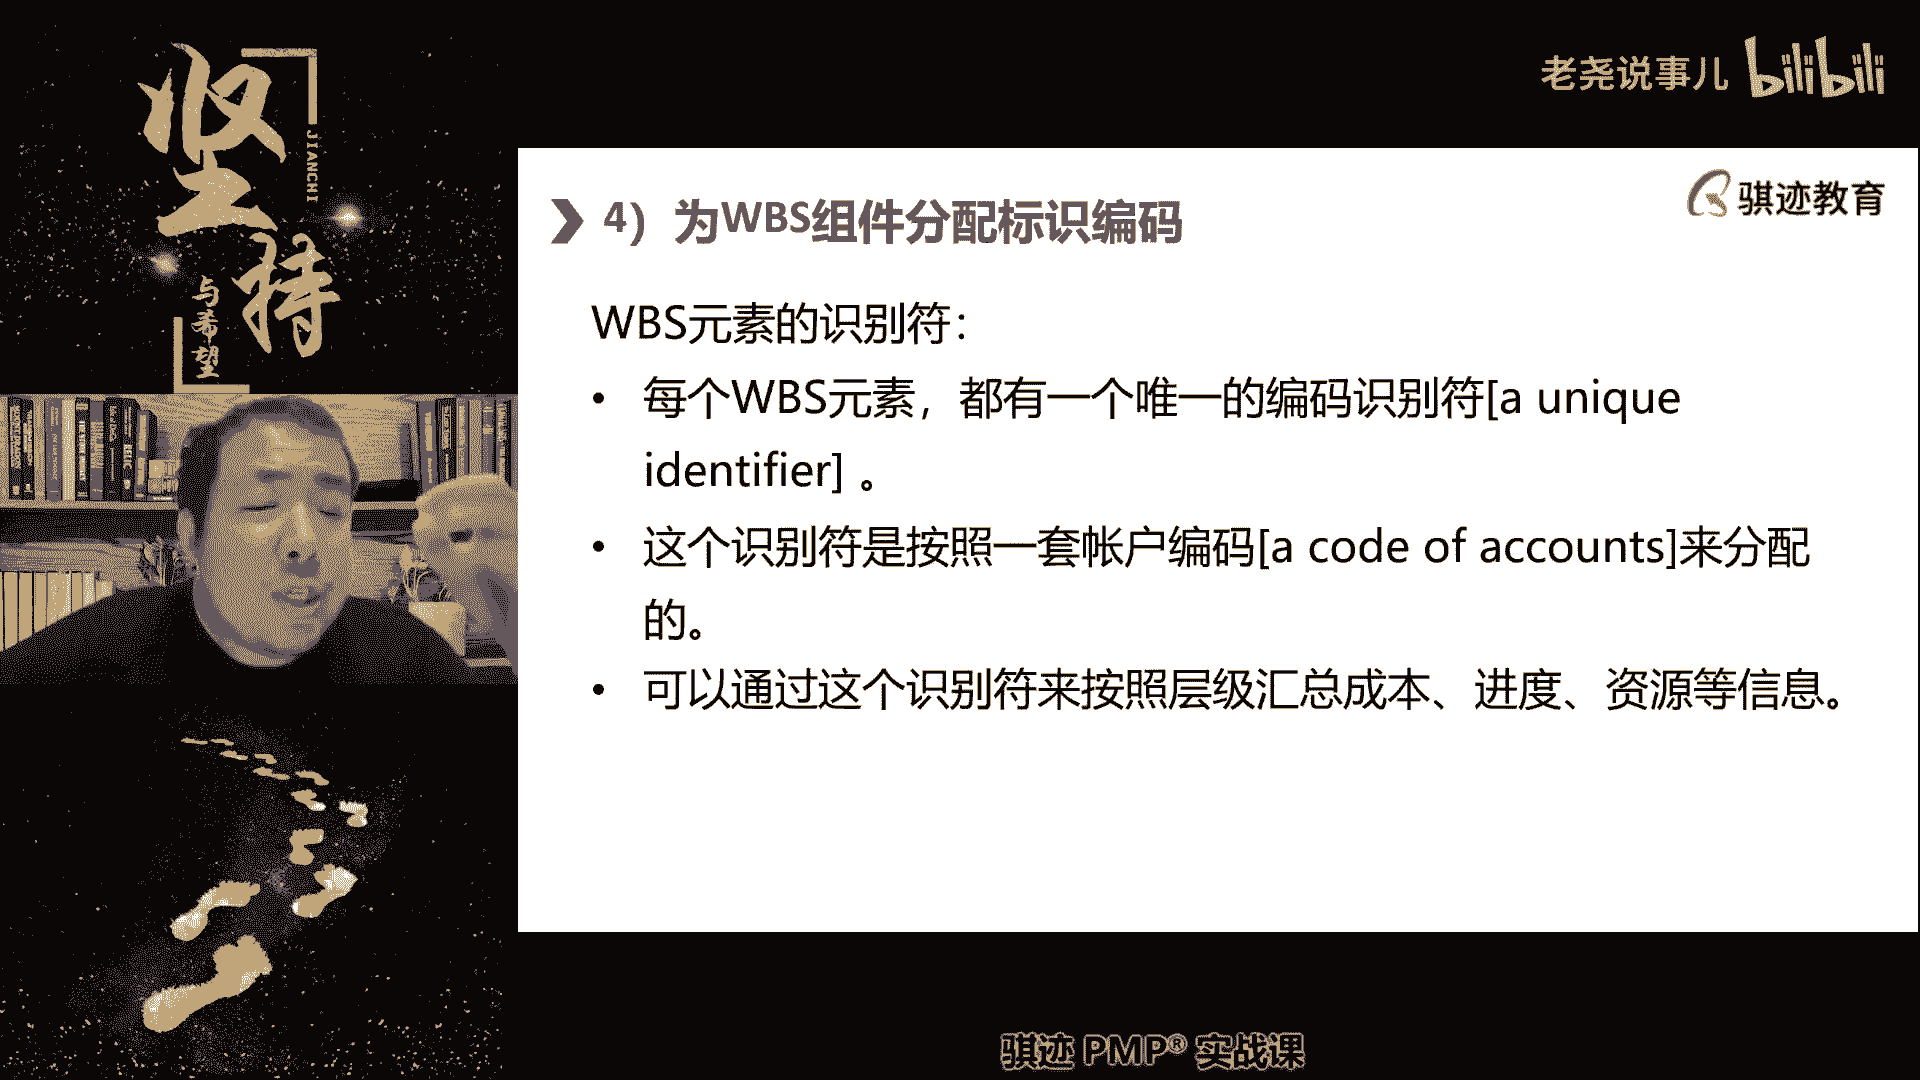 坚持
JIANCHI
与希望
老尧说事儿 bilibili
骐迹教育
4）为WBS组件分配标识编码
WBS元素的识别符：
• 每个WBS元素，都有一个唯一的编码识别符[a unique
identifier] 。
• 这个识别符是按照一套帐户编码[a code of accounts]来分配
的。
• 可以通过这个识别符来按照层级汇总成本、进度、资源等信息。
骐迹 PMP® 实战课